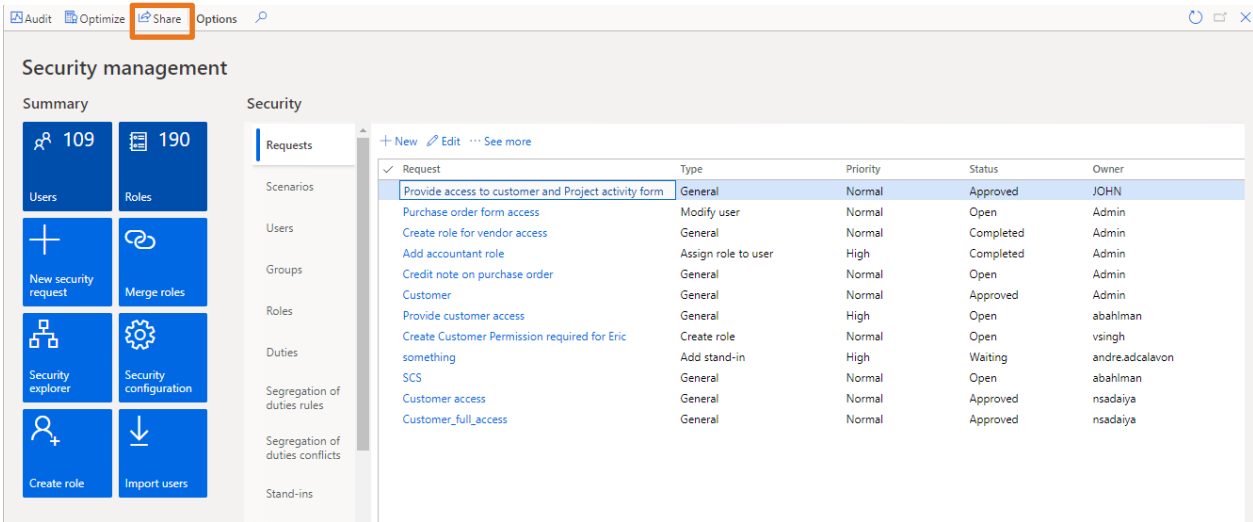 Audit Optimize Share Options
Security management
Summary
109
Users
190
Roles
New security
request
Merge roles
Security
explorer
Security
configuration
Create role
Import users
Security
Requests
Scenarios
Users
Groups
Roles
Duties
Segregation of
duties rules
Segregation of
duties conflicts
Stand-ins
New Edit ··· See more
Request Type Priority Status Owner
Provide access to customer and Project activity form General Normal Approved JOHN
Purchase order form access Modify user Normal Open Admin
Create role for vendor access General Normal Completed Admin
Add accountant role Assign role to user High Completed Admin
Credit note on purchase order General Normal Open Admin
Customer General Normal Approved Admin
Provide customer access General High Open abahlman
Create Customer Permission required for Eric Create role Normal Open vsingh
something Add stand-in High Waiting andre.adcalavon
SCS General Normal Open abahlman
Customer access General Normal Approved nsadaiya
Customer_full_access General Normal Approved nsadaiya